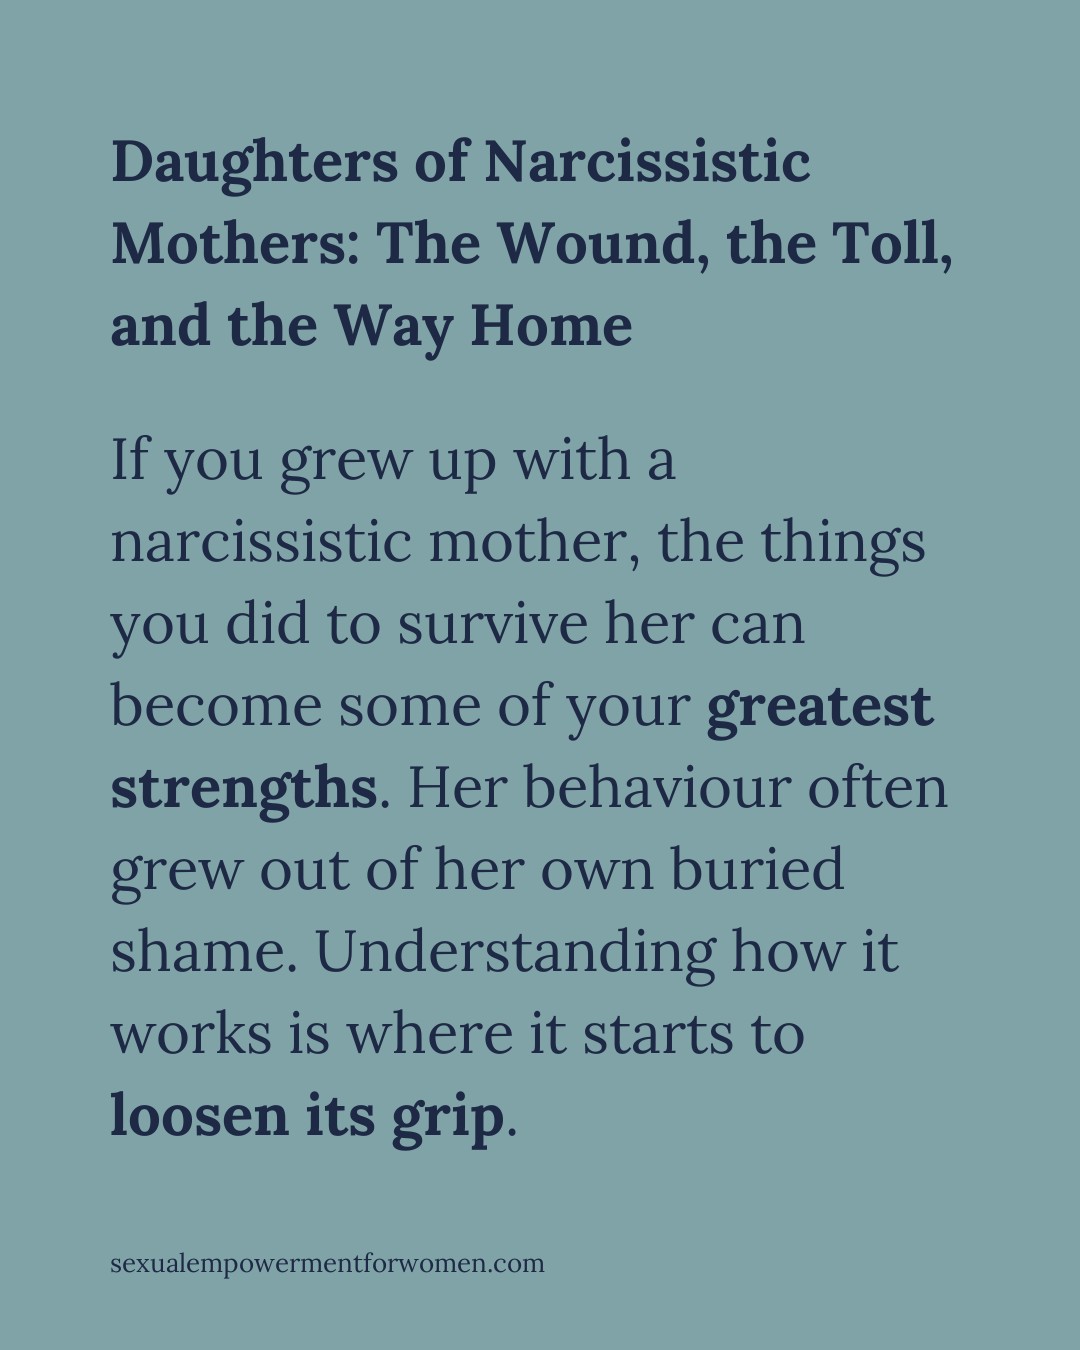 Daughters of Narcissistic
Mothers: The Wound, the Toll,
and the Way Home
If you grew up with a
narcissistic mother, the things
you did to survive her can
become some of your greatest
strengths. Her behaviour often
grew out of her own buried
shame. Understanding how it
works is where it starts to
loosen its grip.
sexualempowermentforwomen.com